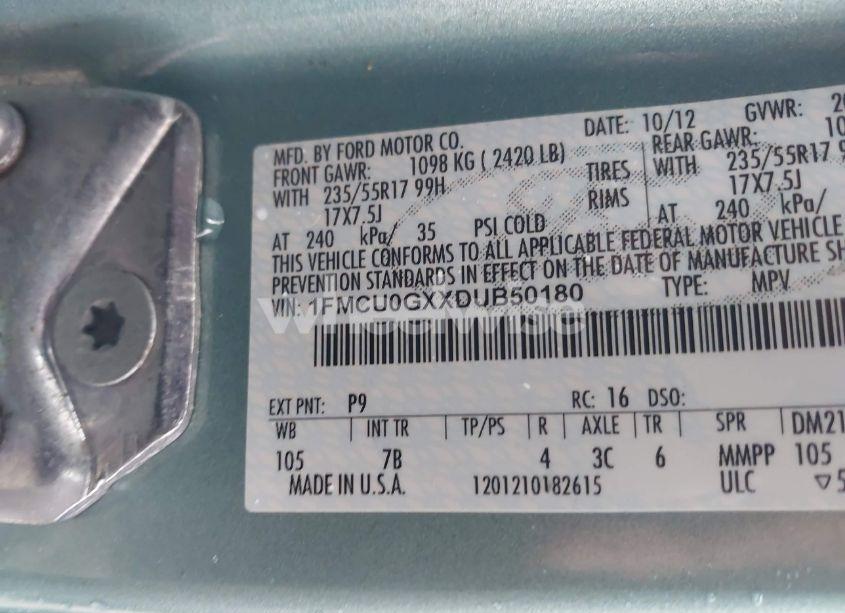 MFD. BY FORD MOTOR CO. DATE: 10/12 GVWR:
FRONT GAWR: 1098 KG ( 2420 LB) REAR GAWR:
WITH 235/55R17 99H TIRES WITH 235/55R17
17X7.5J RIMS 17X7.5J
AT 240 kPa/ 35 PSI COLD AT 240 kPa/
THIS VEHICLE CONFORMS TO ALL APPLICABLE FEDERAL MOTOR VEHICLE
PREVENTION STANDARDS IN EFFECT ON THE DATE OF MANUFACTURE
VIN: 1FMCU0GXXDUB50180 TYPE: MPV
wheelwise
EXT PNT: P9 RC: 16 DSO:
WB INT TR TP/PS R AXLE TR SPR
105 7B 4 3C 6 MMPP 105
MADE IN U.S.A. 1201210182615 ULC